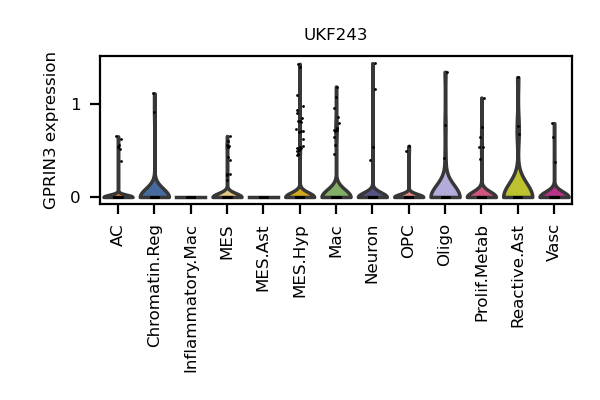 UKF243
GPRIN3 expression
1
0
AC
Chromatin.Reg
Inflammatory.Mac
MES
MES.Ast
MES.Hyp
Mac
Neuron
OPC
Oligo
Prolif.Metab
Reactive.Ast
Vasc